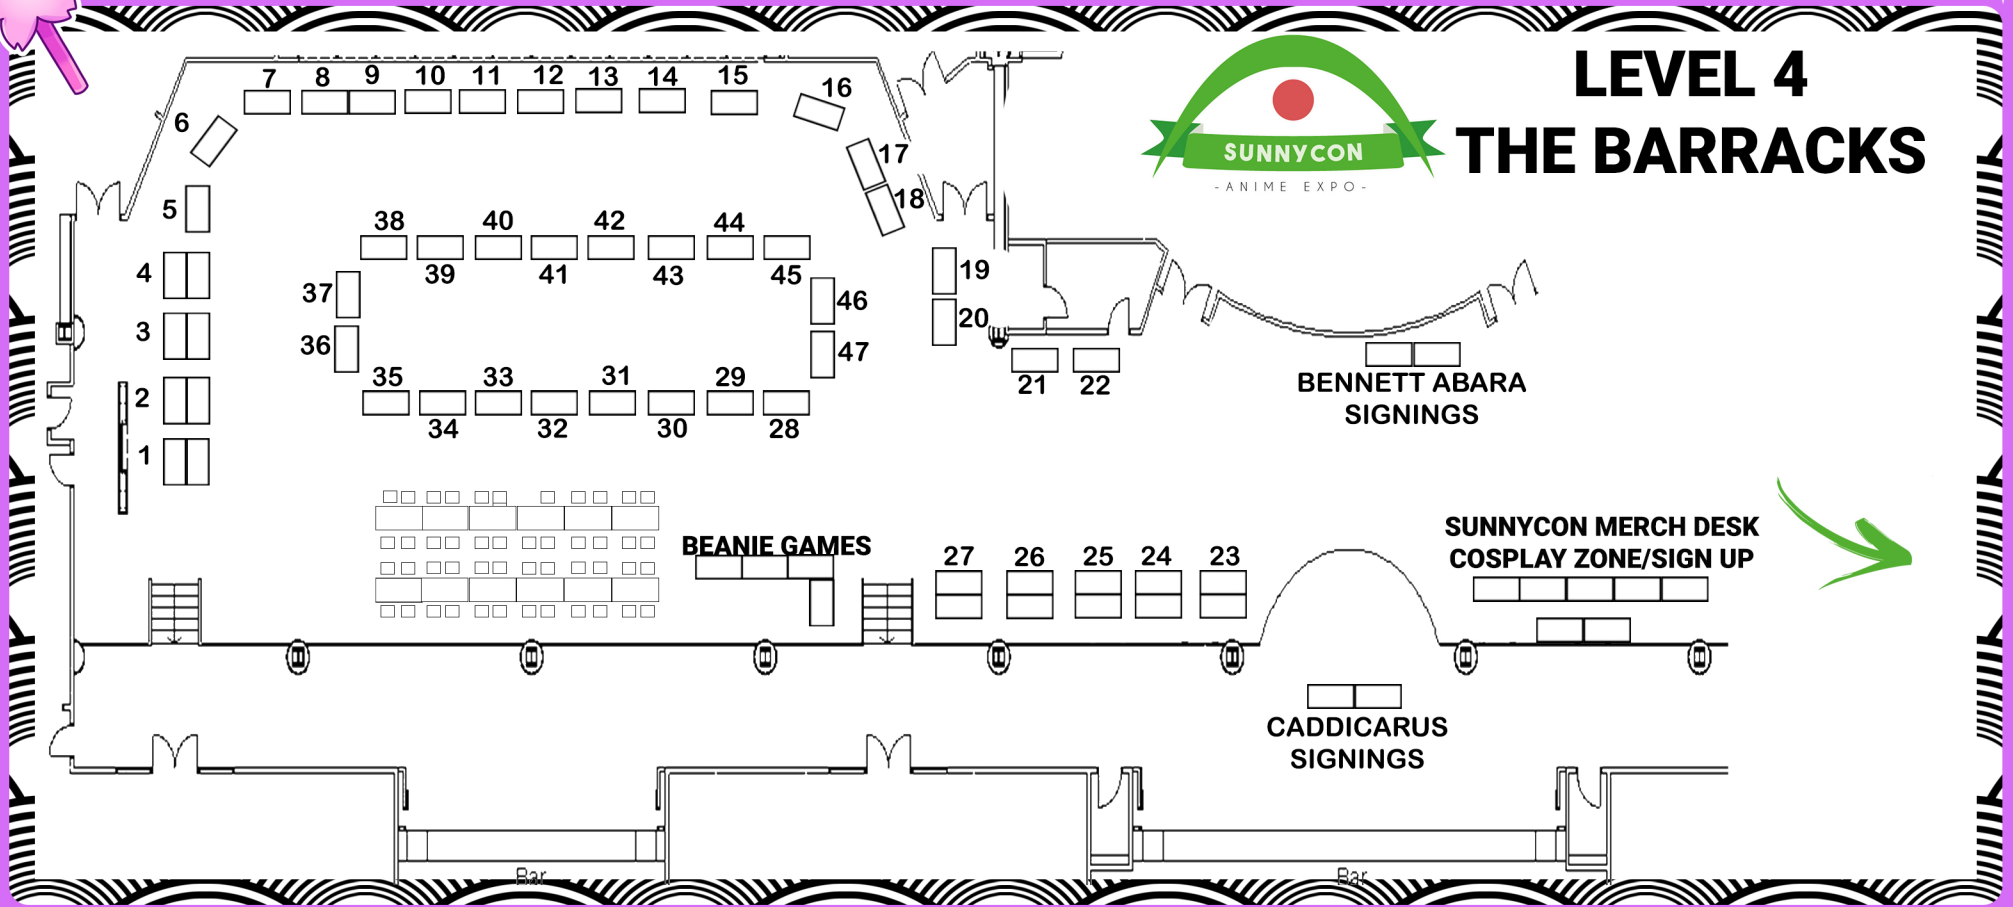 LEVEL 4
THE BARRACKS
SUNNYCON
-ANIME EXPO-
7 8 9 10 11 12 13 14 15 16
6
17
18
5
4
3
2
1
38 40 42 44
39 41 43 45
37
36
46
47
35 33 31 29
34 32 30 28
19
20
21 22
BENNETT ABARA
SIGNINGS
BEANIE GAMES
27 26 25 24 23
SUNNYCON MERCH DESK
COSPLAY ZONE/SIGN UP
CADDICARUS
SIGNINGS
Bar
Bar